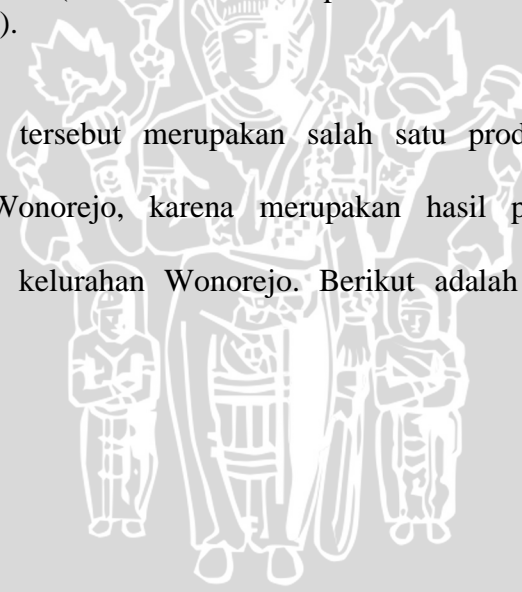 ).
tersebut merupakan salah satu prod
Wonorejo, karena merupakan hasil p
kelurahan Wonorejo. Berikut adalah